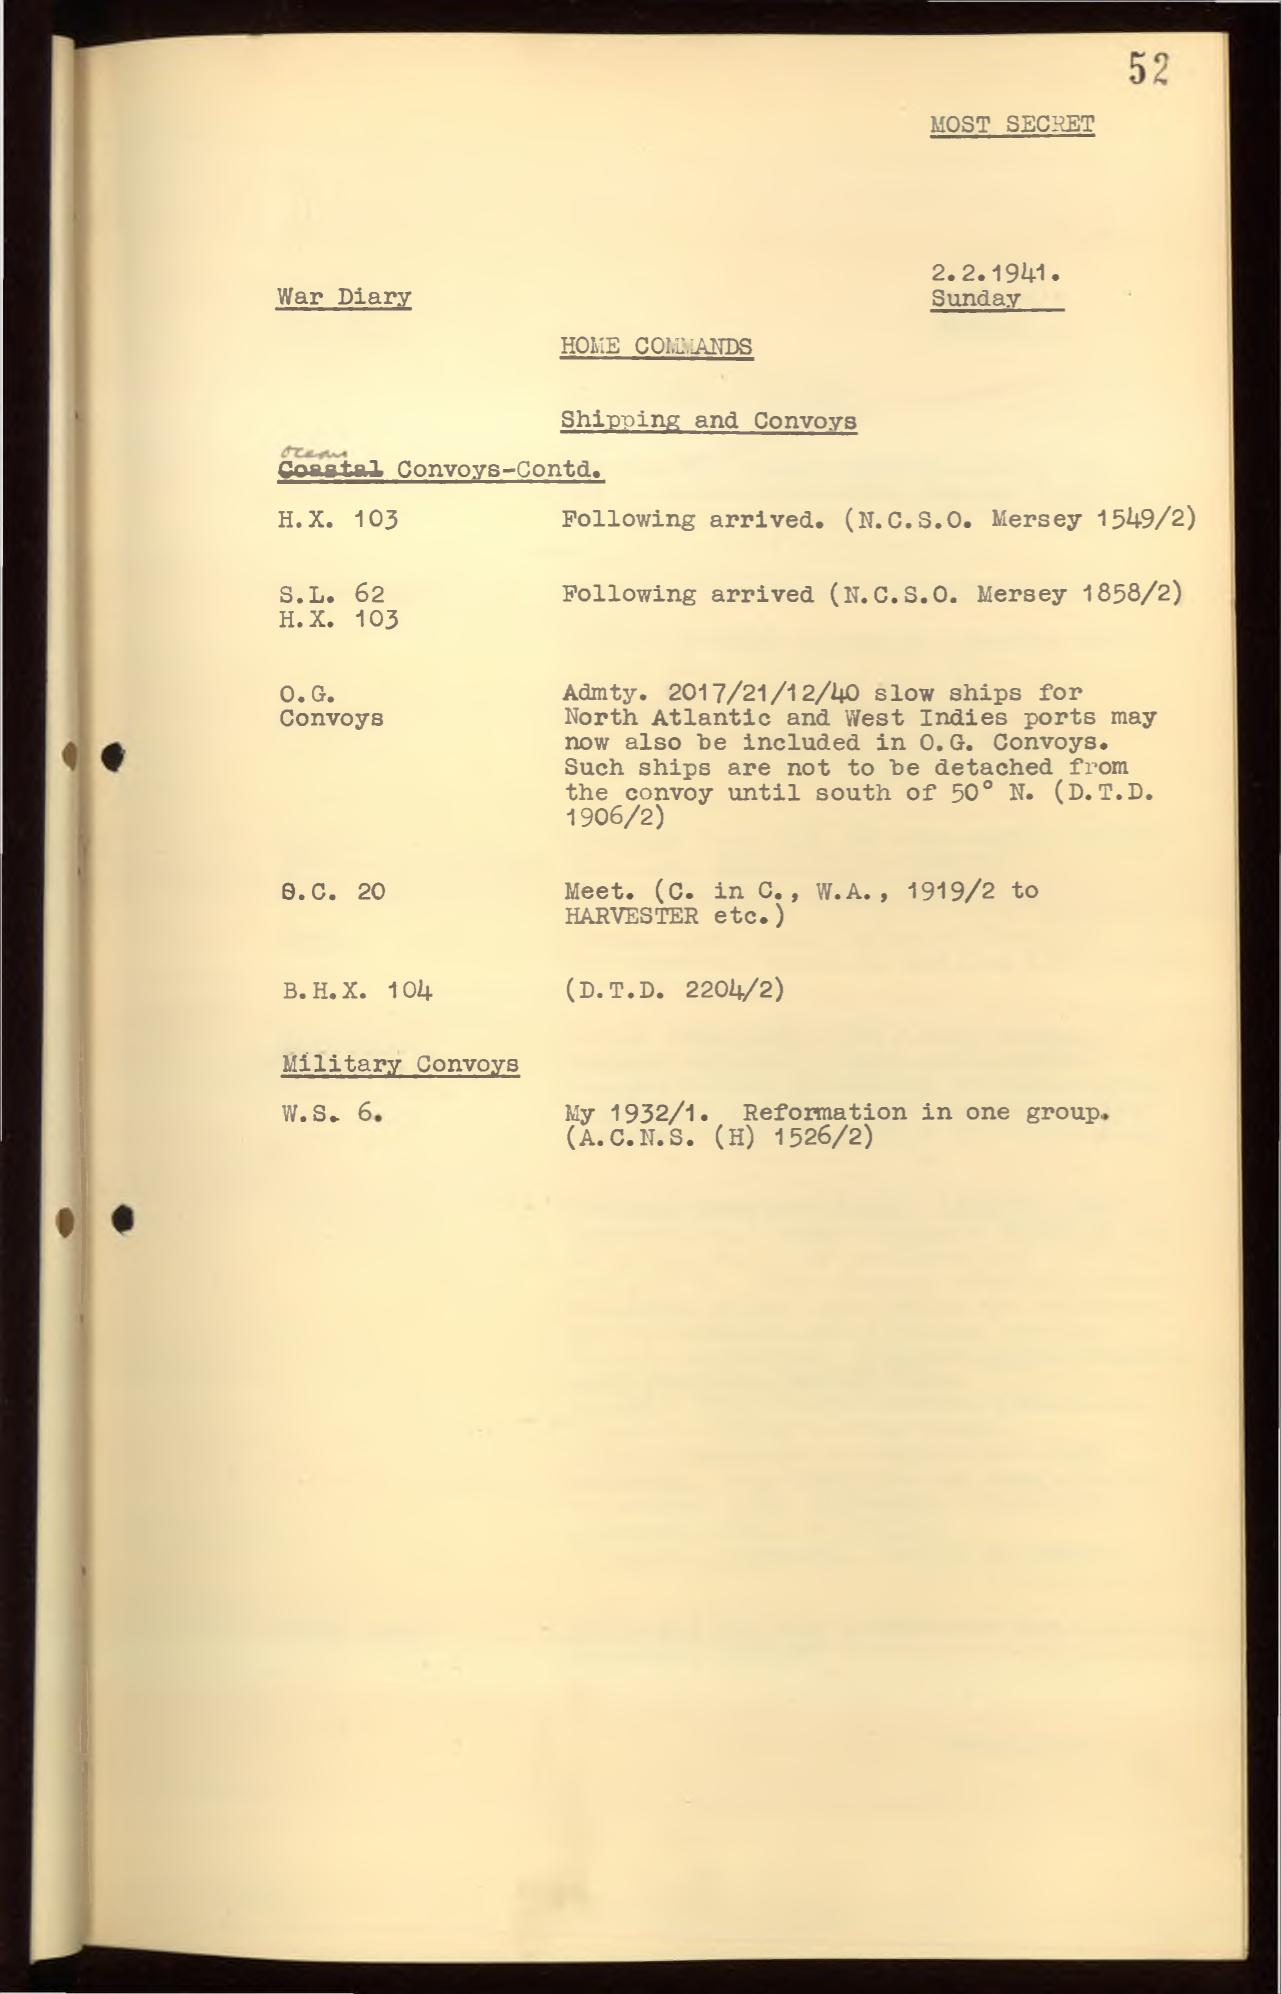 52
MOST SECRET
2.2.1941.
War Diary
Sunday
HOME COMMANDS
Shipping and Convoys
Ocean
Coastal Convoys-Contd.
H.X. 103 Following arrived. (N.C.S.O. Mersey 1549/2)
S.L. 62 Following arrived (N.C.S.O. Mersey 1858/2)
H.X. 103
O.G. Admty. 2017/21/12/40 slow ships for
Convoys North Atlantic and West Indies ports may
now also be included in O.G. Convoys.
Such ships are not to be detached from
the convoy until south of 50° N. (D.T.D.
1906/2)
S.C. 20 Meet. (C. in C., W.A., 1919/2 to
HARVESTER etc.)
B.H.X. 104 (D.T.D. 2204/2)
Military Convoys
W.S. 6. My 1932/1. Reformation in one group.
(A.C.N.S. (H) 1526/2)